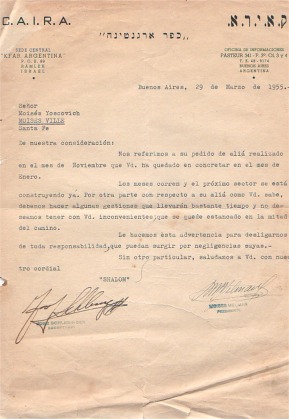 C.A.I.R.A.
ק.א.י.ר.א.
"כפר ארגנטינה"
SEDE CENTRAL
"KFAR ARGENTINA"
RAMLEH
ISRAEL
OFICINA DE INFORMACIONES
BUENOS AIRES
ARGENTINA
Buenos Aires, 29 de Marzo de 1955.-
Señor
Moisés Yoscovich
MOISES VILLE
Santa Fe
De nuestra consideración:
Nos referimos a su pedido de aliá realizado
en el mes de Noviembre que Vd. Ha quedado en concretar en el mes de
enero.
Los meses corren y el próximo sector se está
construyendo ya. Por otra parte con respecto a su aliá como Vd. sabe,
debemos hacer algunas gestiones que llevarán bastante tiempo y no de-
seamos tener con Vd. inconvenientes, que se quede estancado en la mitad
del camino.
Le hacemos ésta advertencia para desligarnos
de toda responsabilidad, que puedan surgir por negligencias suyas.-
Sin otro particular, saludamos a Vd. con nues
tro cordial
"SHALOM"